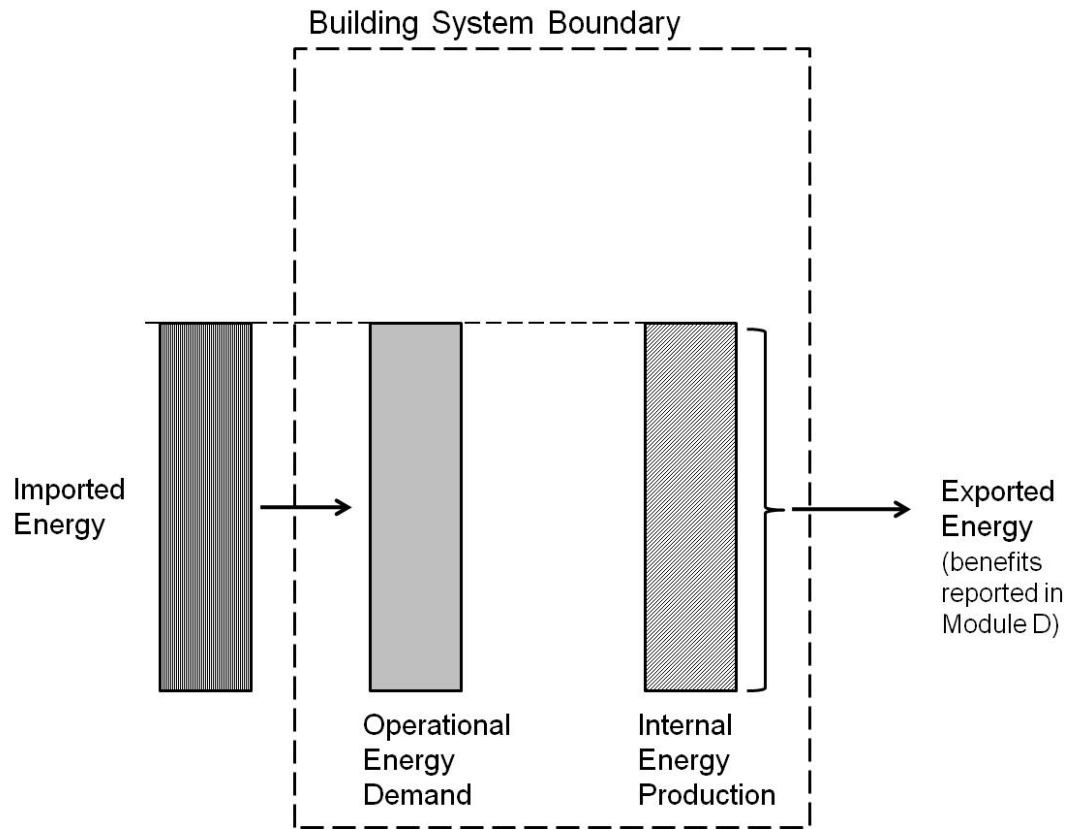 Building System Boundary
Imported
Energy
Exported
Energy
(benefits
reported in
Module D)
Operational
Energy
Demand
Internal
Energy
Production